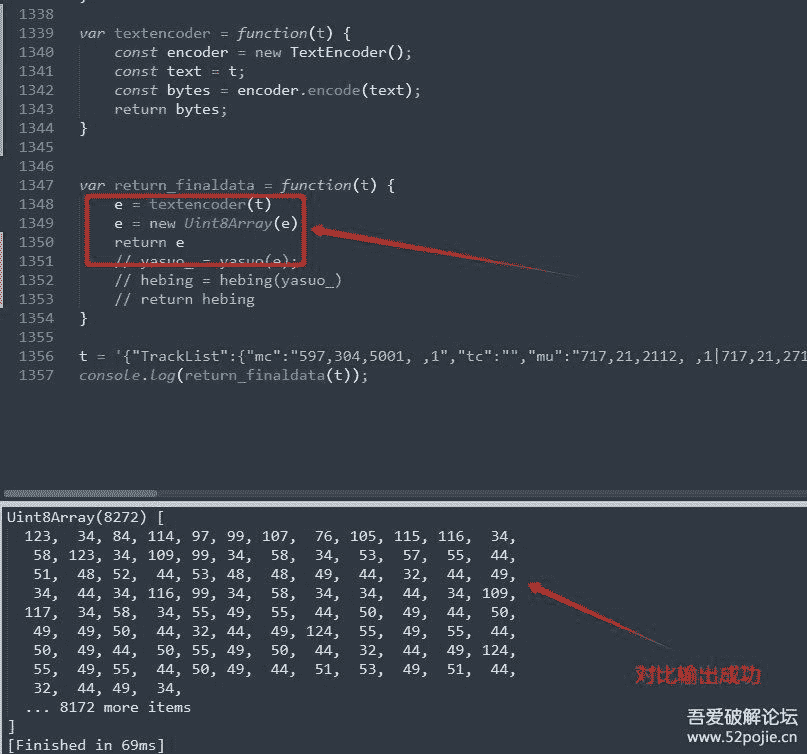 1338
1339 var textencoder = function(t) {
1340 const encoder = new TextEncoder();
1341 const text = t;
1342 const bytes = encoder.encode(text);
1343 return bytes;
1344 }
1345
1346
1347 var return_finaldata = function(t) {
1348 e = textencoder(t)
1349 e = new Uint8Array(e)
1350 return e
1351 // yasuo_ = yasuo(e);
1352 // hebing = hebing(yasuo_)
1353 // return hebing
1354 }
1355
1356 t = '{"TrackList":{"mc":"597,304,5001, ,1","tc":"","mu":"717,21,2112, ,1|717,21,271
1357 console.log(return_finaldata(t));
Uint8Array(8272) [
123, 34, 84, 114, 97, 99, 107, 76, 105, 115, 116, 34,
58, 123, 34, 109, 99, 34, 58, 34, 53, 57, 55, 44,
51, 48, 52, 44, 53, 48, 48, 49, 44, 32, 44, 49,
34, 44, 34, 116, 99, 34, 58, 34, 34, 44, 34, 109,
117, 34, 58, 34, 55, 49, 55, 44, 50, 49, 44, 50,
49, 49, 50, 44, 32, 44, 49, 124, 55, 49, 55, 44,
50, 49, 44, 50, 55, 49, 50, 44, 32, 44, 49, 124,
55, 49, 55, 44, 50, 49, 44, 51, 53, 49, 51, 44,
32, 44, 49, 34,
... 8172 more items
]
[Finished in 69ms]
对比输出成功
吾爱破解论坛
www.52pojie.cn